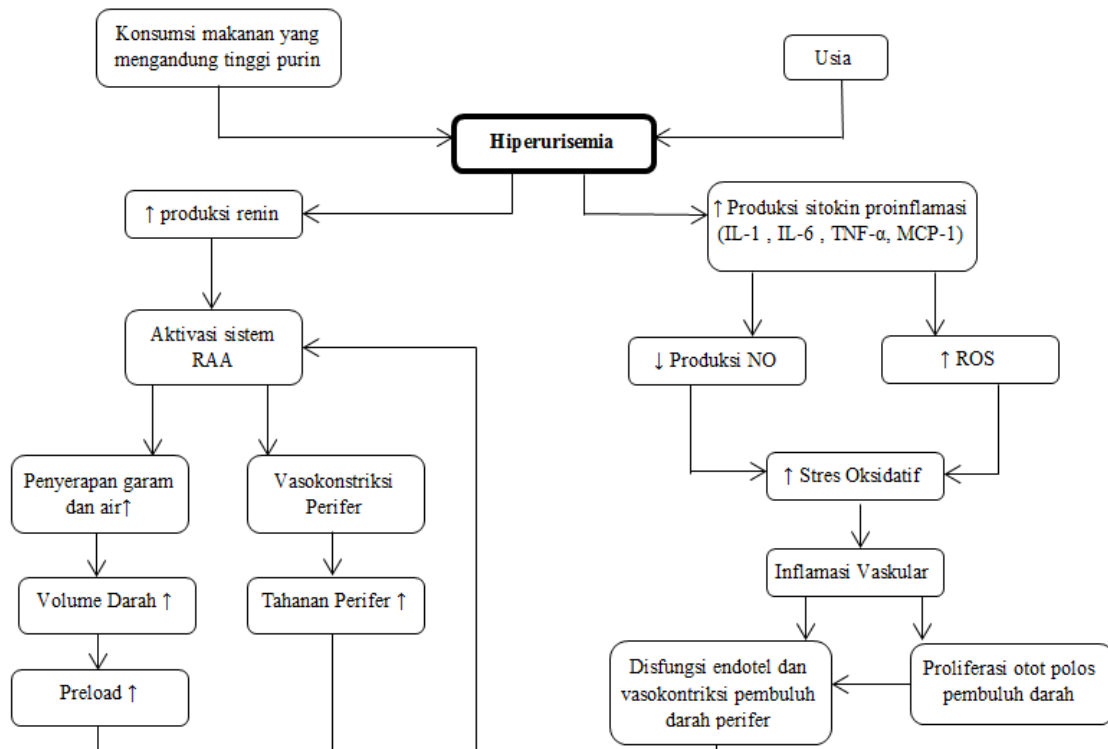 Konsumsi makanan yang
mengandung tinggi purin
Usia
Hiperurisemia
↑ produksi renin
↑ Produksi sitokin proinflamasi
(IL-1 , IL-6 , TNF-α, MCP-1)
Aktivasi sistem
RAA
↓ Produksi NO
↑ ROS
Penyerapan garam
dan air↑
Vasokonstriksi
Perifer
↑ Stres Oksidatif
Volume Darah ↑
Tahanan Perifer ↑
Inflamasi Vaskular
Preload ↑
Disfungsi endotel dan
vasokontriksi pembuluh
darah perifer
Proliferasi otot polos
pembuluh darah